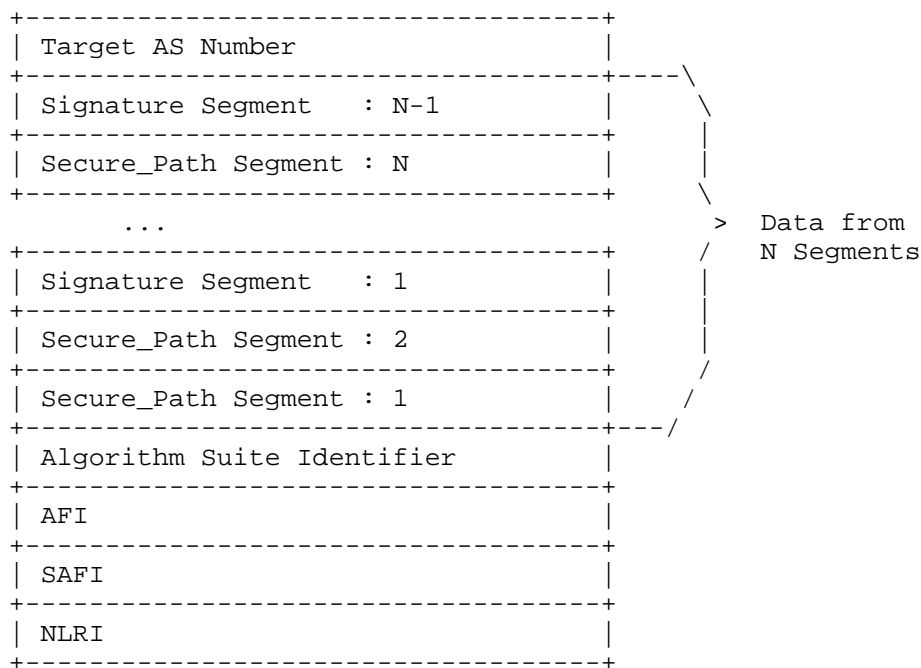 +------------------------------------+
| Target AS Number                   |
+------------------------------------+----\
| Signature Segment   : N-1          |     \
+------------------------------------+     |
| Secure_Path Segment : N            |     |
+------------------------------------+     \
       ...                                  >  Data from
+------------------------------------+     /   N Segments
| Signature Segment   : 1            |     |
+------------------------------------+     |
| Secure_Path Segment : 2            |     |
+------------------------------------+     /
| Secure_Path Segment : 1            |    /
+------------------------------------+---/
| Algorithm Suite Identifier         |
+------------------------------------+
| AFI                                |
+------------------------------------+
| SAFI                               |
+------------------------------------+
| NLRI                               |
+------------------------------------+